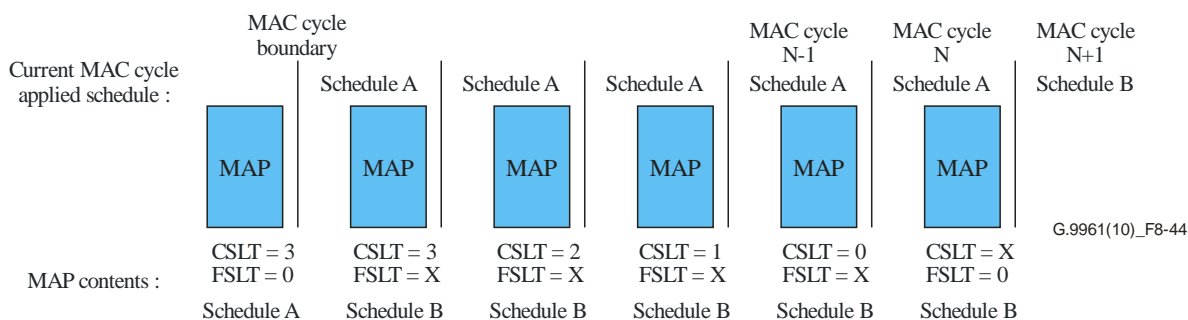 MAC cycle
boundary
MAC cycle
N-1
MAC cycle
N
MAC cycle
N+1
Current MAC cycle
applied schedule :
Schedule A
Schedule A
Schedule A
Schedule A
Schedule A
Schedule B
MAP
MAP
MAP
MAP
MAP
MAP
G.9961(10)_F8-44
MAP contents :
CSLT = 3
FSLT = 0
CSLT = 3
FSLT = X
CSLT = 2
FSLT = X
CSLT = 1
FSLT = X
CSLT = 0
FSLT = X
CSLT = X
FSLT = 0
Schedule A
Schedule B
Schedule B
Schedule B
Schedule B
Schedule B